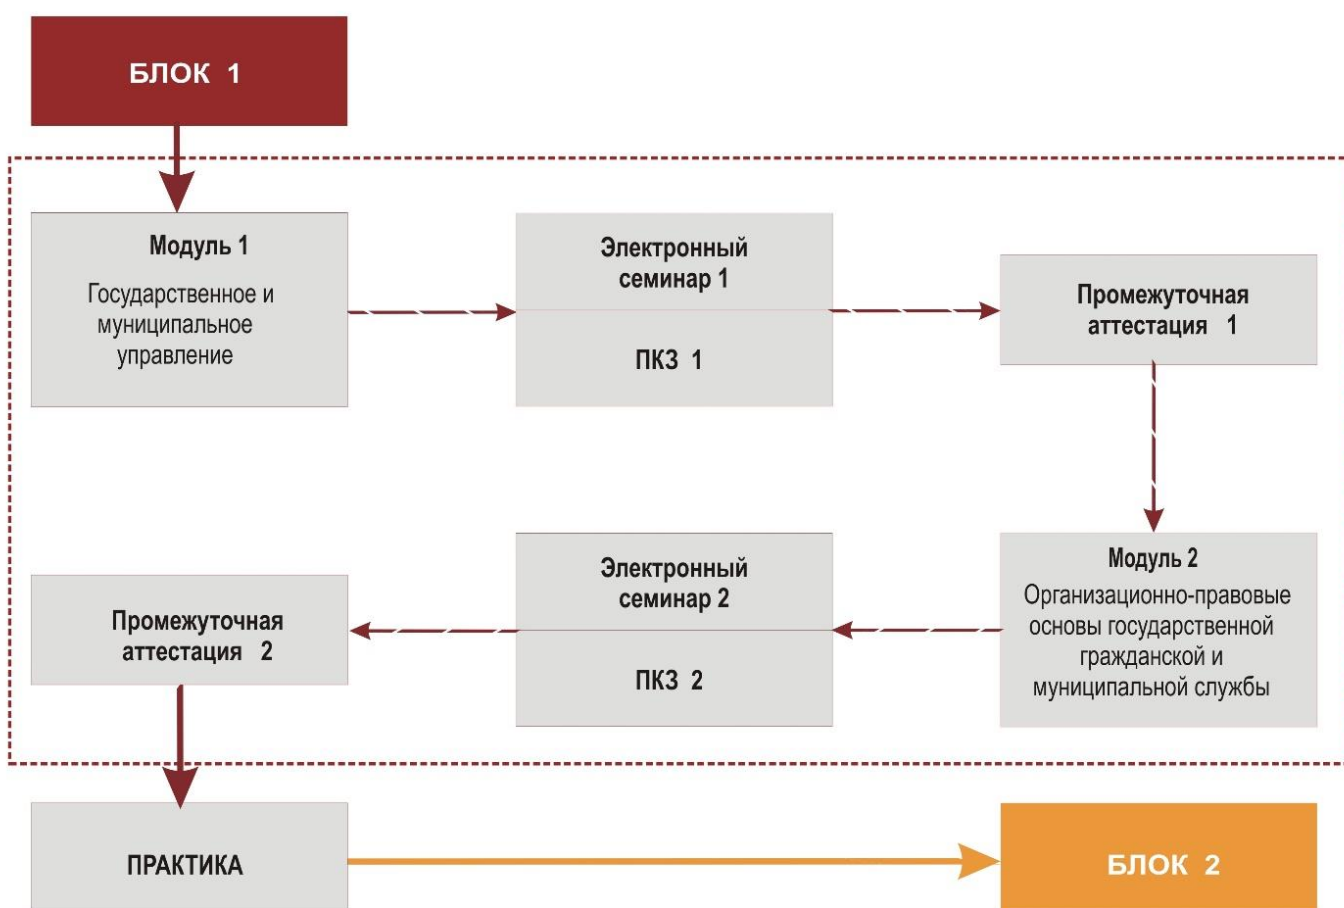 БЛОК 1
Модуль 1
Государственное и
муниципальное
управление
Электронный
семинар 1
ПКЗ 1
Промежуточная
аттестация 1
Модуль 2
Организационно-правовые
основы государственной
гражданской и
муниципальной службы
Электронный
семинар 2
ПКЗ 2
Промежуточная
аттестация 2
ПРАКТИКА
БЛОК 2